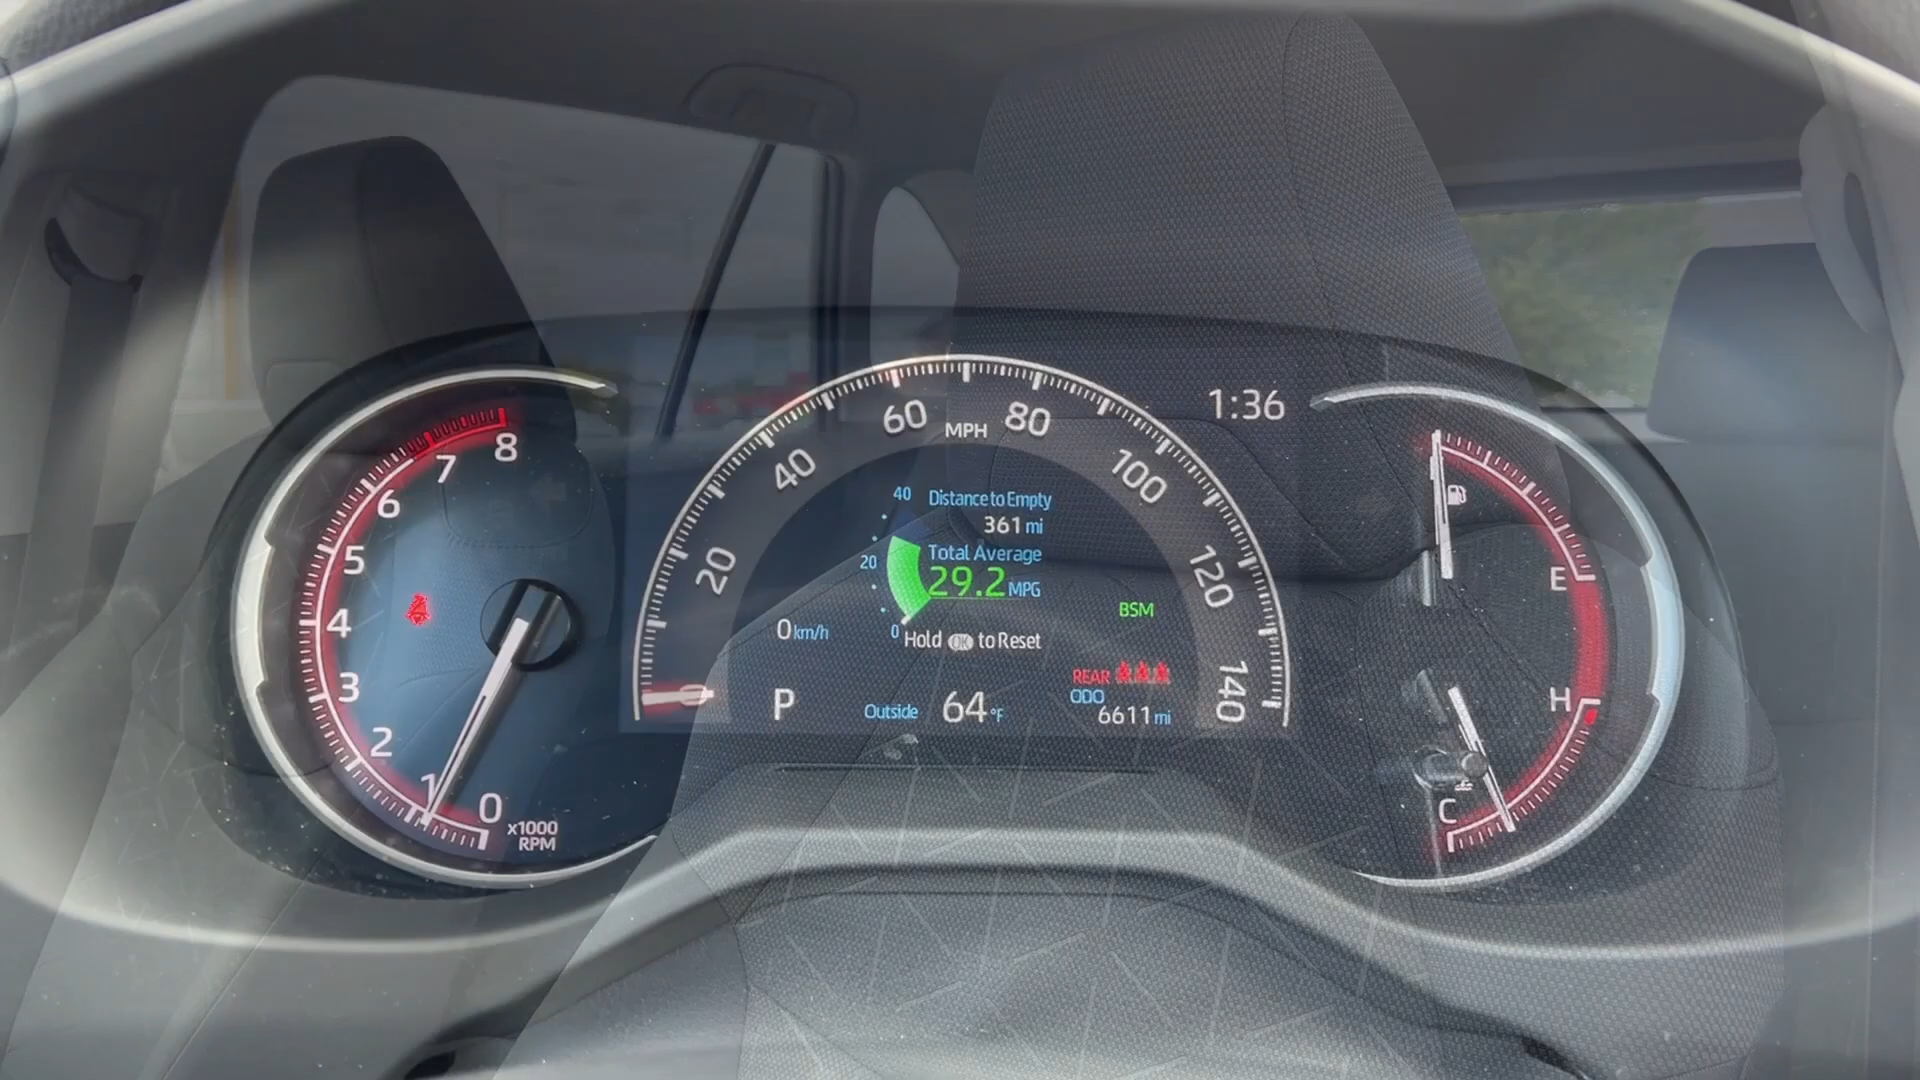 8
7
6
5
4
3
2
1
0
x1000
RPM
0
20
40
60
MPH
80
100
120
140
1:36
40
20
0
Distance to Empty
361 mi
Total Average
29.2 MPG
Hold OK to Reset
BSM
0 km/h
P
Outside 64 °F
REAR
ODO
6611 mi
E
H
C